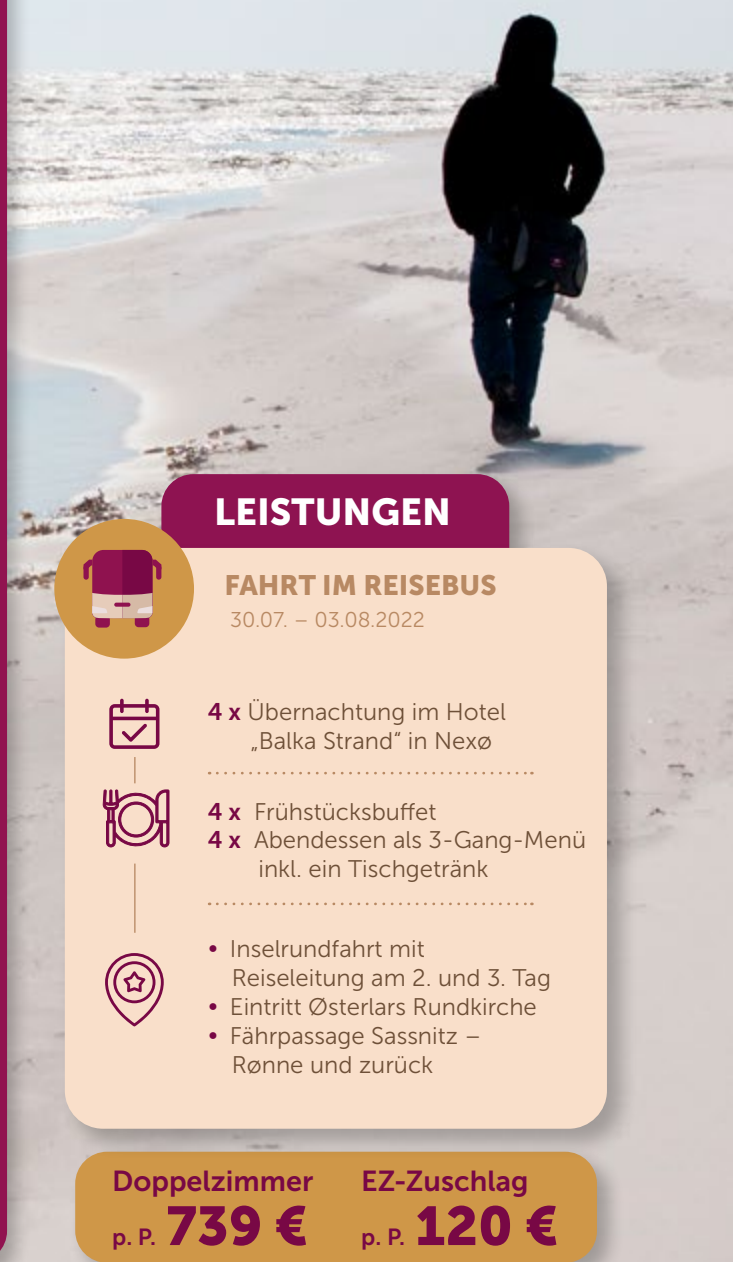 LEISTUNGEN
FAHRT IM REISEBUS
30.07. – 03.08.2022
4 x Übernachtung im Hotel
„Balka Strand“ in Nexø
4 x Frühstücksbuffet
4 x Abendessen als 3-Gang-Menü
inkl. ein Tischgetränk
• Inselrundfahrt mit
Reiseleitung am 2. und 3. Tag
• Eintritt Østerlars Rundkirche
• Fährpassage Sassnitz –
Rønne und zurück
Doppelzimmer
p. P. 739 €
EZ-Zuschlag
p. P. 120 €